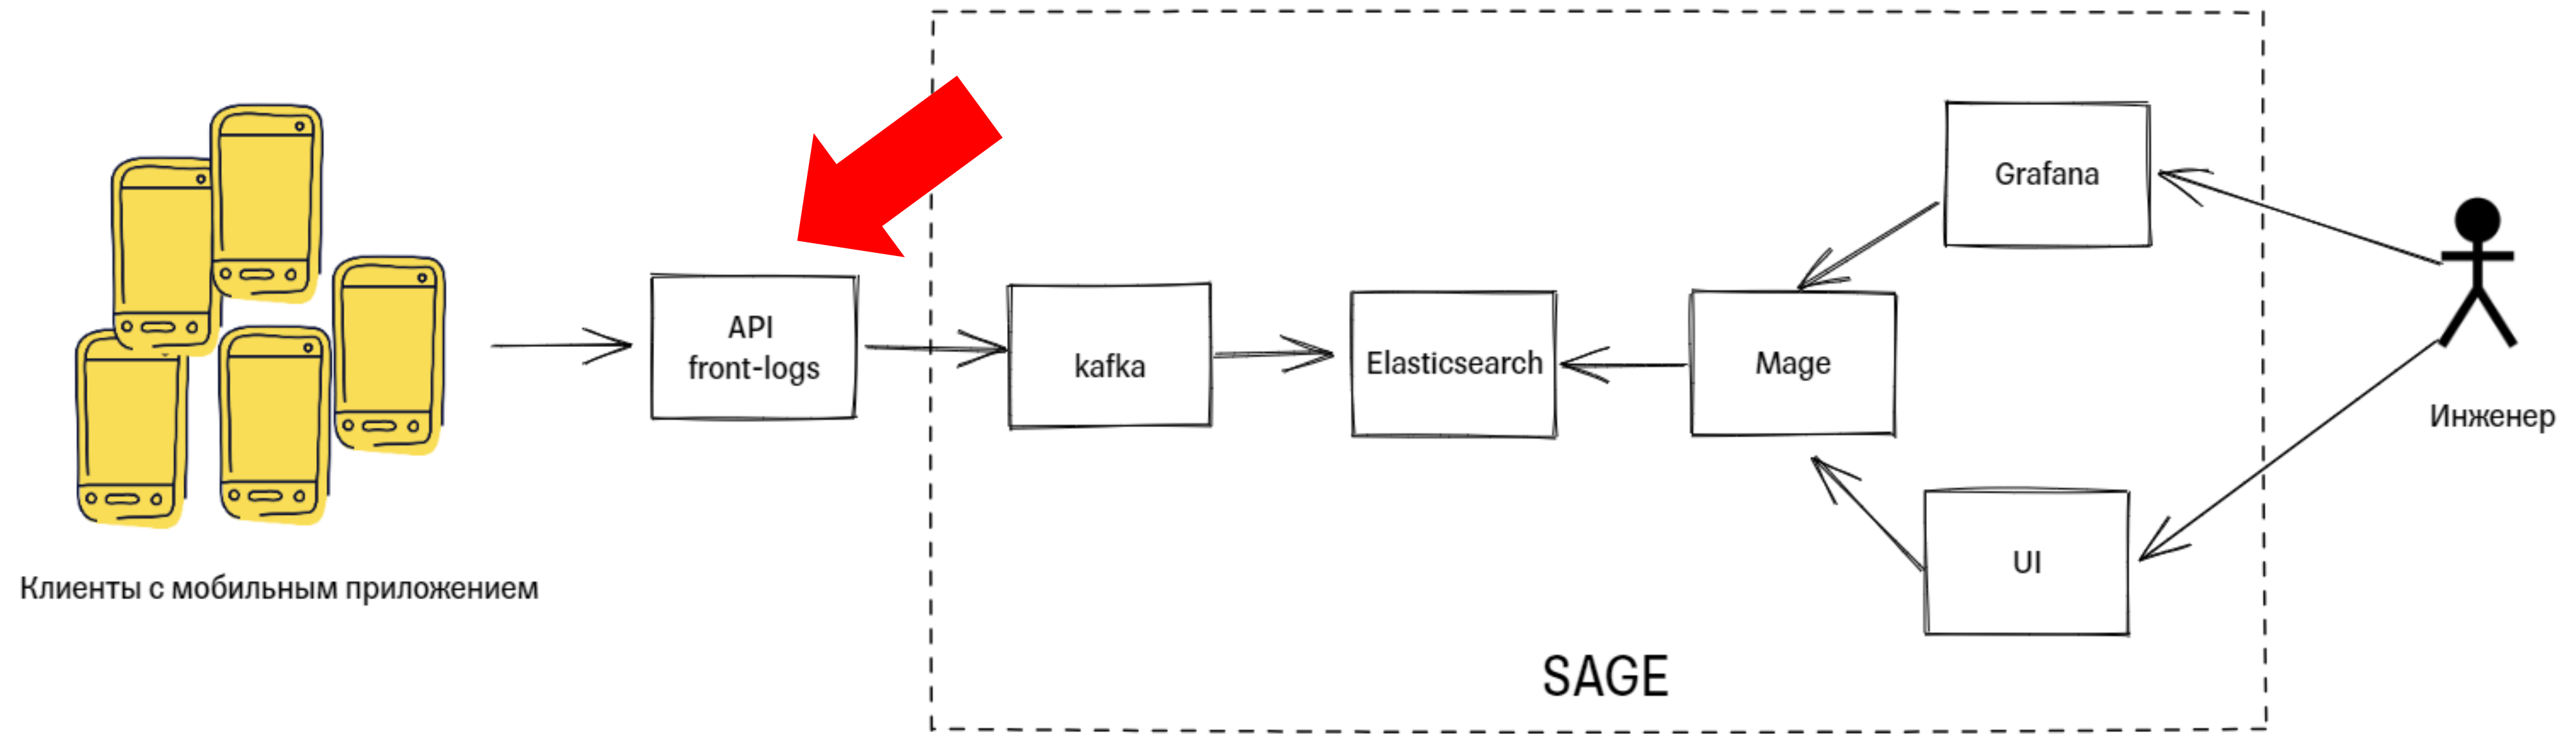 Клиенты с мобильным приложением
API
front-logs
kafka
Elasticsearch
Mage
Grafana
UI
SAGE
Инженер